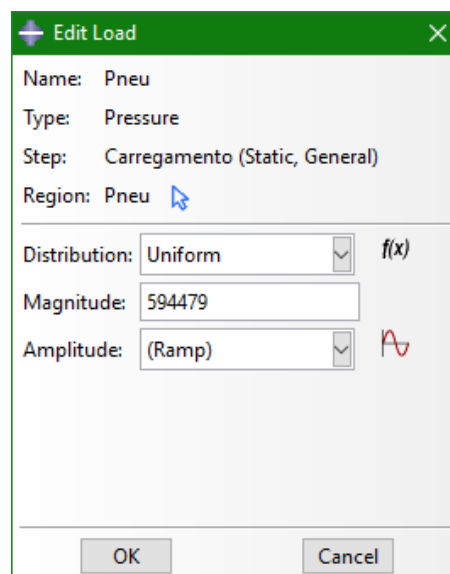 Edit Load
Name: Pneu
Type: Pressure
Step: Carregamento (Static, General)
Region: Pneu
Distribution: Uniform f(x)
Magnitude: 594479
Amplitude: (Ramp)
OK Cancel